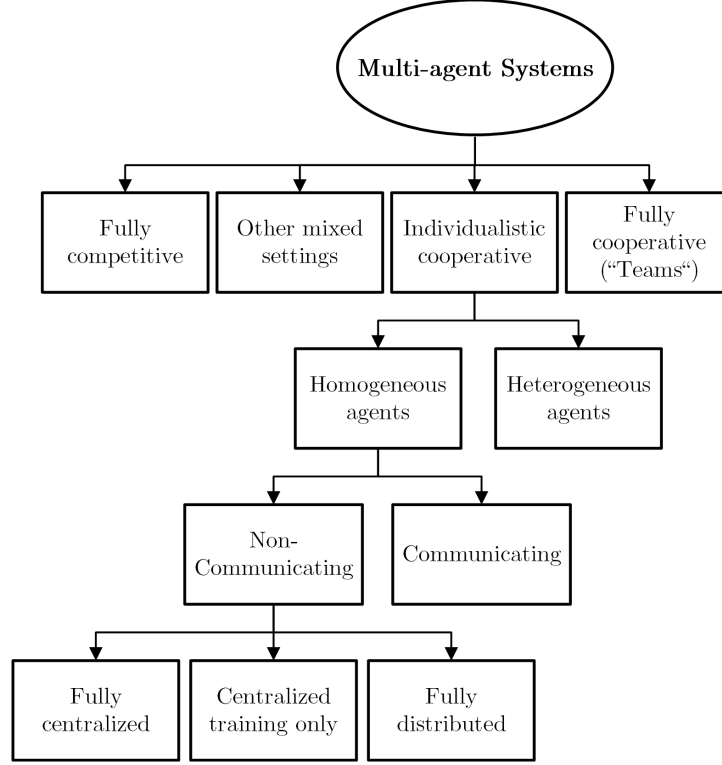 Multi-agent Systems
Fully
competitive
Other mixed
settings
Individualistic
cooperative
Fully
cooperative
(“Teams“)
Homogeneous
agents
Heterogeneous
agents
Non-
Communicating
Communicating
Fully
centralized
Centralized
training only
Fully
distributed